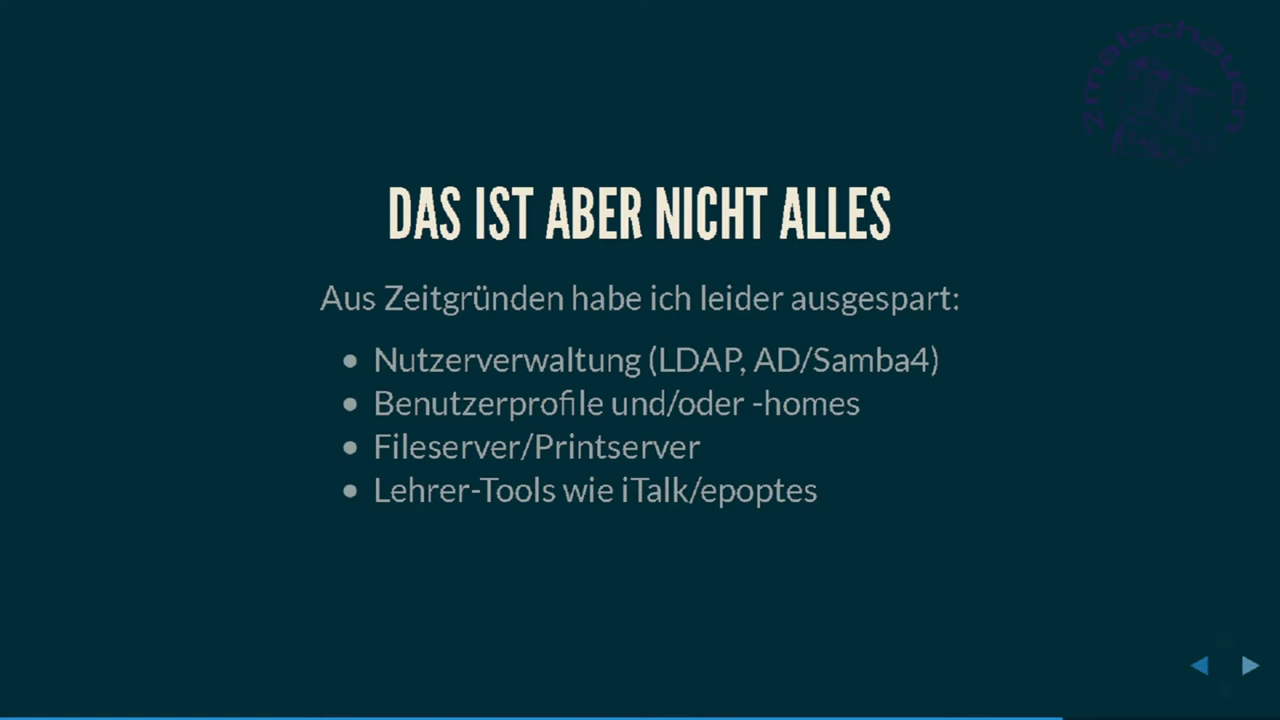 2malschauen
DAS IST ABER NICHT ALLES
Aus Zeitgründen habe ich leider ausgespart:
Nutzerverwaltung (LDAP, AD/Samba4)
Benutzerprofile und/oder -homes
Fileserver/Printserver
Lehrer-Tools wie iTalk/epoptes